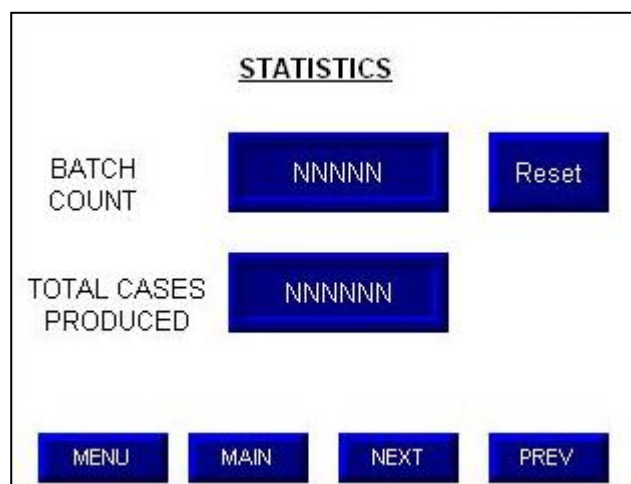 STATISTICS
BATCH
COUNT
NNNNN
Reset
TOTAL CASES
PRODUCED
NNNNNN
MENU
MAIN
NEXT
PREV